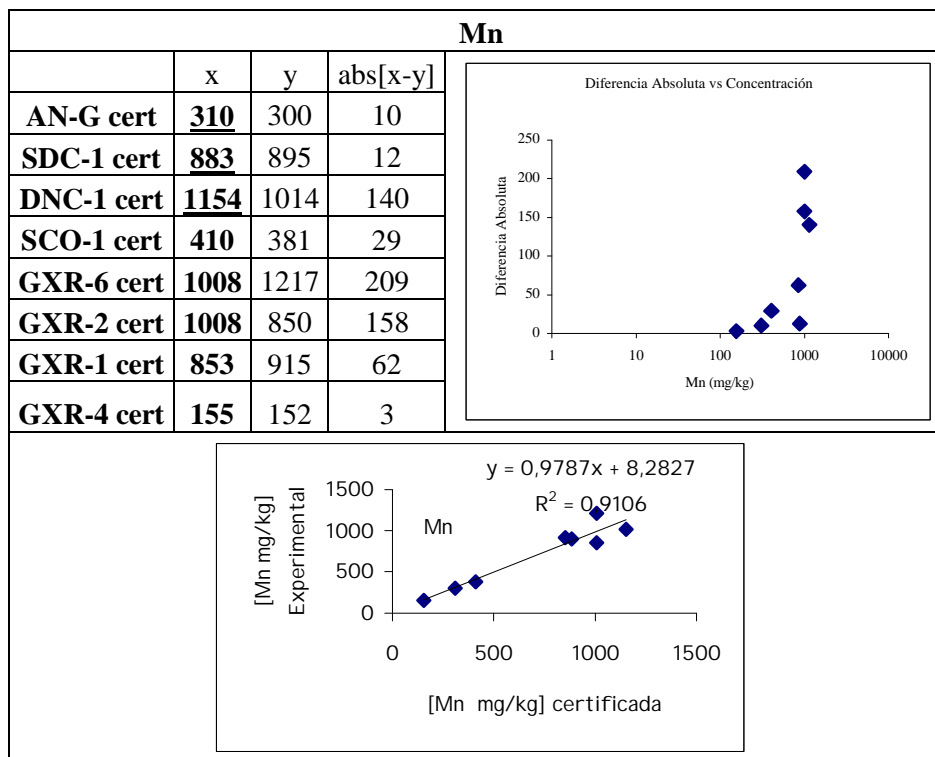 Mn
x y abs[x-y]
AN-G cert 310 300 10
SDC-1 cert 883 895 12
DNC-1 cert 1154 1014 140
SCO-1 cert 410 381 29
GXR-6 cert 1008 1217 209
GXR-2 cert 1008 850 158
GXR-1 cert 853 915 62
GXR-4 cert 155 152 3
Diferencia Absoluta vs Concentración
Diferencia Absoluta
250
200
150
100
50
0
1 10 100 1000 10000
Mn (mg/kg)
y = 0,9787x + 8,2827
R² = 0,9106
Mn
[Mn mg/kg]
Experimental
1500
1000
500
0
0 500 1000 1500
[Mn mg/kg] certificada